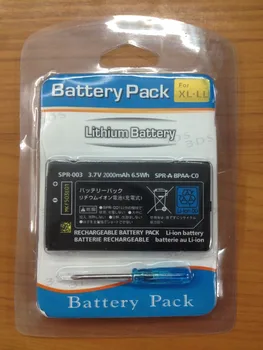 Battery Pack
For
XL-LL
Lithium Battery
SPR-003 3.7V 2000mAh 6.5Wh SPR-A-BPAA-C0
バッテリーパック
リチウムイオン電池(充電式)
RECHARGEABLE BATTERY PACK Li-ion battery
BATTERIE RECHARGEABLE batterie au Li-ion
Battery Pack